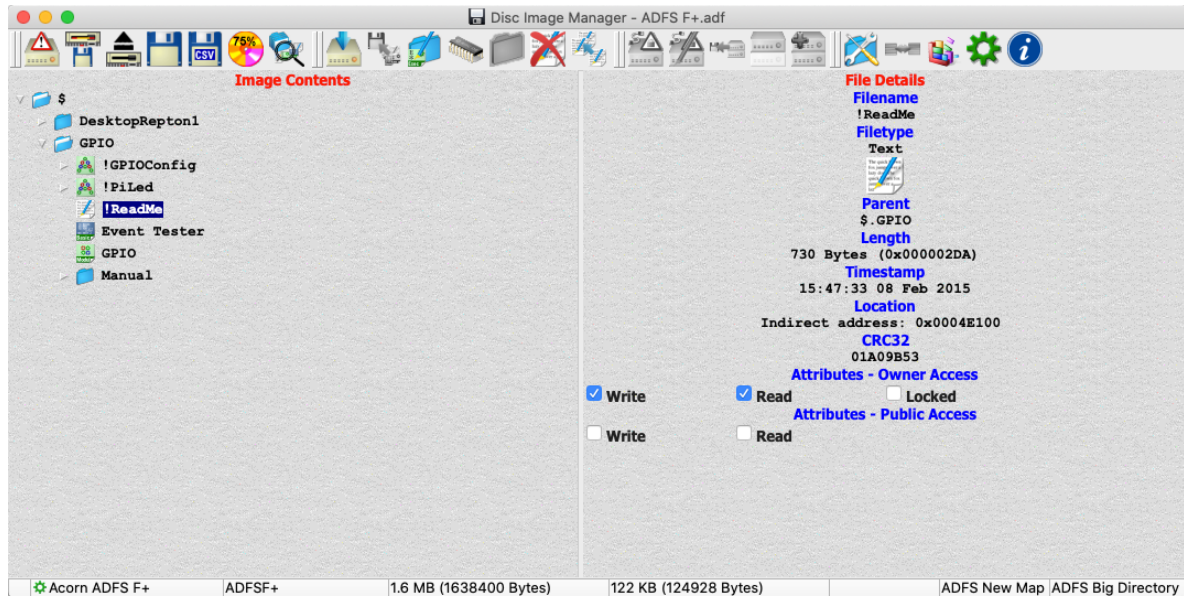 Disc Image Manager - ADFS F+.adf
CSV
75%
Image Contents
$
DesktopRepton1
GPIO
!GPIOConfig
!PiLed
!ReadMe
Event Tester
GPIO
Manual
File Details
Filename
!ReadMe
Filetype
Text
Parent
$.GPIO
Length
730 Bytes (0x000002DA)
Timestamp
15:47:33 08 Feb 2015
Location
Indirect address: 0x0004E100
CRC32
01A09B53
Attributes - Owner Access
Write Read Locked
Attributes - Public Access
Write Read
Acorn ADFS F+ ADFSF+ 1.6 MB (1638400 Bytes) 122 KB (124928 Bytes) ADFS New Map ADFS Big Directory